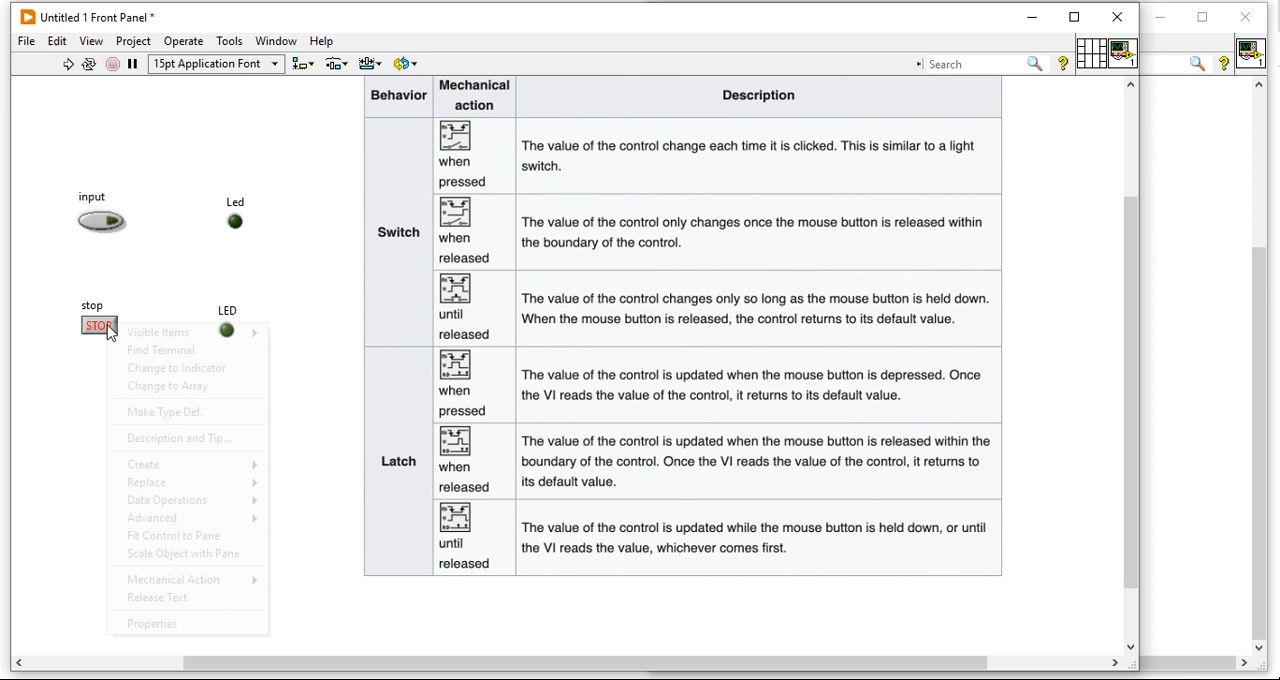 Untitled 1 Front Panel *
File Edit View Project Operate Tools Window Help
15pt Application Font
Search
Behavior
Mechanical
action
Description
input
Led
stop
STOP
LED
Visible Items
Find Terminal
Change to Indicator
Change to Array
Make Type Def.
Description and Tip...
Create
Replace
Data Operations
Advanced
Fit Control to Pane
Scale Object with Pane
Mechanical Action
Release Text
Properties
Switch
when
pressed
The value of the control change each time it is clicked. This is similar to a light
switch.
when
released
The value of the control only changes once the mouse button is released within
the boundary of the control.
until
released
The value of the control changes only so long as the mouse button is held down.
When the mouse button is released, the control returns to its default value.
Latch
when
pressed
The value of the control is updated when the mouse button is depressed. Once
the VI reads the value of the control, it returns to its default value.
when
released
The value of the control is updated when the mouse button is released within the
boundary of the control. Once the VI reads the value of the control, it returns to
its default value.
until
released
The value of the control is updated while the mouse button is held down, or until
the VI reads the value, whichever comes first.